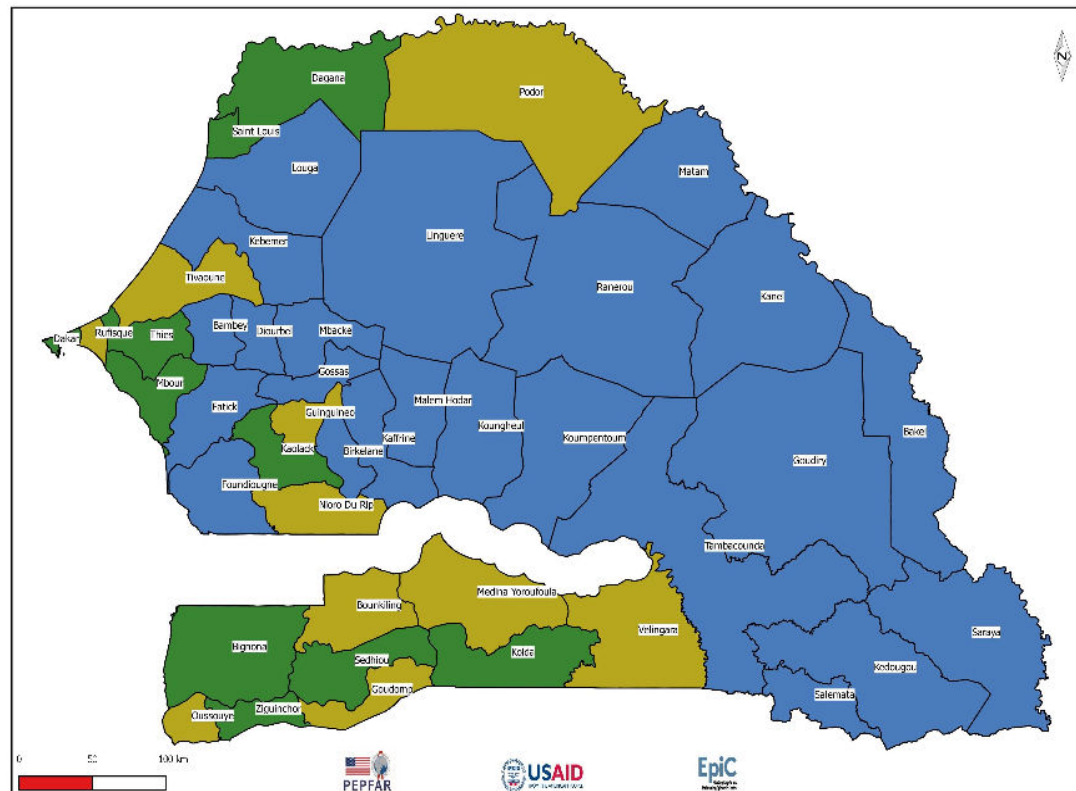 N
Dagana
Podor
Saint Louis
Louga
Matam
Kebemer
Linguere
Tivaoune
Ranerou
Kanel
Dakar
Rufisque
Thies
Bambey
Diourbel
Mbacke
Mbour
Gossas
Fatick
Guinguineo
Malem Hodar
Koungheul
Koumpentoum
Bakel
Kaolack
Birkelane
Kaffrine
Goudiry
Foundiougne
Nioro Du Rip
Tambacounda
Medina Yoroufoula
Bounkiling
Velingara
Saraya
Bignona
Sedhiou
Kolda
Kedougou
Goudomp
Salemata
Oussouye
Ziguinchor
0 50 100 km
PEPFAR
USAID
EpiC